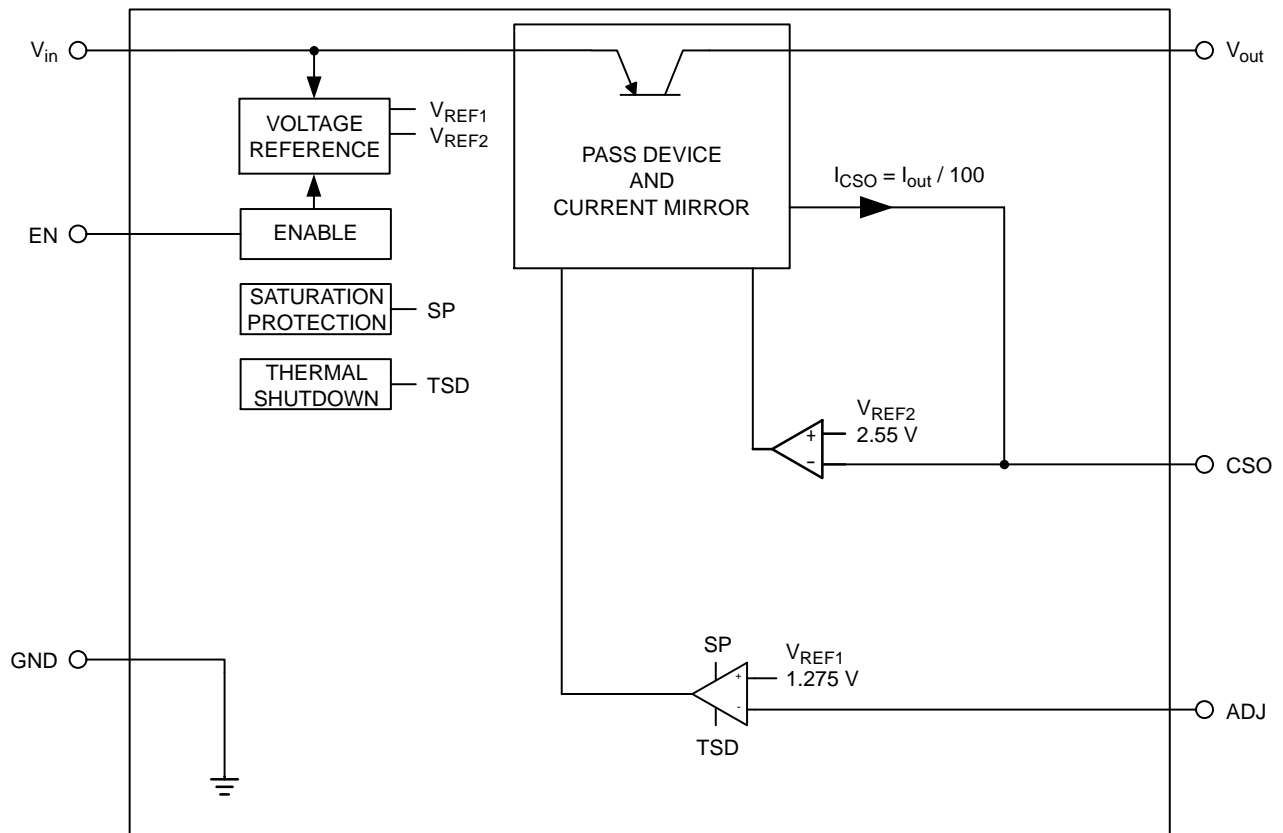 Vin
Vout
VOLTAGE
REFERENCE
VREF1
VREF2
PASS DEVICE
AND
CURRENT MIRROR
ICSO = Iout / 100
EN
ENABLE
SATURATION
PROTECTION
SP
THERMAL
SHUTDOWN
TSD
VREF2
2.55 V
+
−
CSO
GND
SP
VREF1
1.275 V
+
-
TSD
ADJ